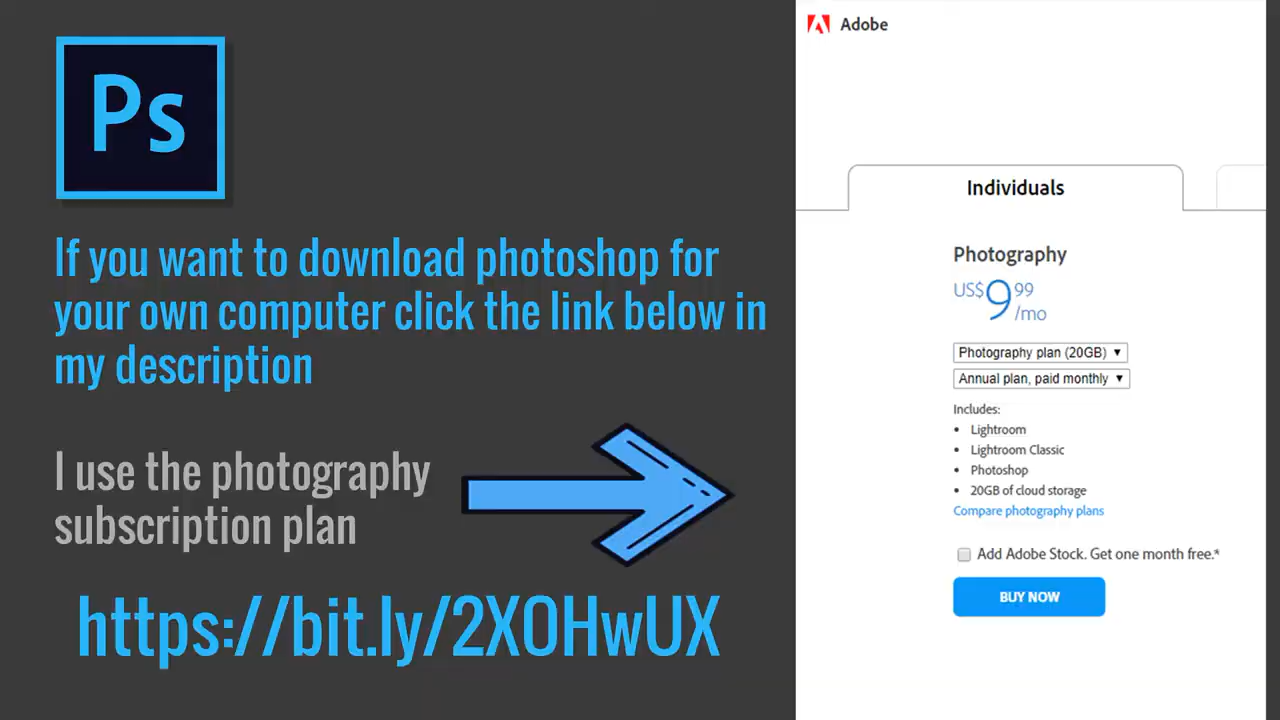 Ps
If you want to download photoshop for
your own computer click the link below in
my description
I use the photography
subscription plan
https://bit.ly/2XOHwUX
Adobe
Individuals
Photography
US$9 99 /mo
Photography plan (20GB)
Annual plan, paid monthly
Includes:
• Lightroom
• Lightroom Classic
• Photoshop
• 20GB of cloud storage
Compare photography plans
Add Adobe Stock. Get one month free.*
BUY NOW